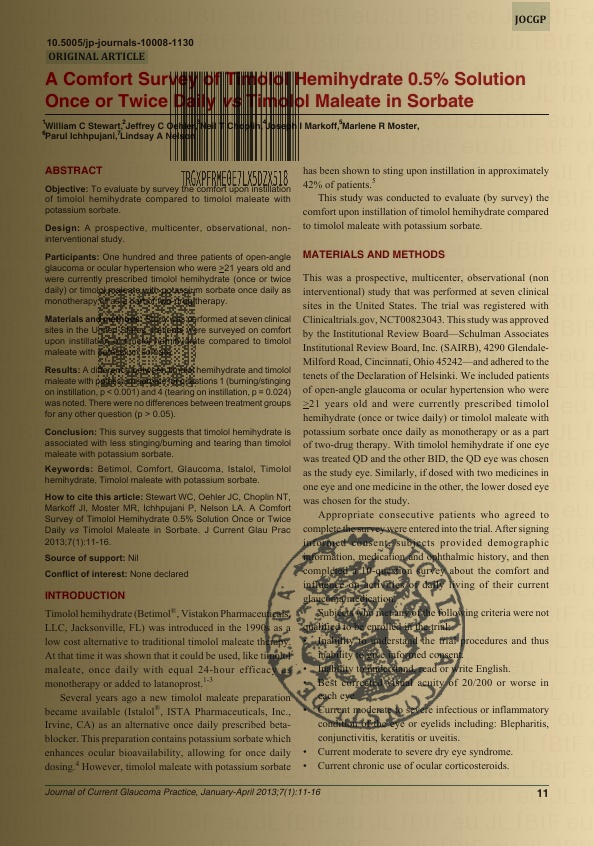 JOCGP
10.5005/jp-journals-10008-1130
ORIGINAL ARTICLE
A Comfort Survey of Timolol Hemihydrate 0.5% Solution
Once or Twice Daily vs Timolol Maleate in Sorbate
1William C Stewart, 2Jeffrey C Oehler, 3Neil T Choplin, 4Joseph I Markoff, 5Marlene R Moster,
6Parul Ichhpujani, 7Lindsay A Nelson
TRGXPFRME0E7LX5DZX518
ABSTRACT
Objective: To evaluate by survey the comfort upon instillation
of timolol hemihydrate compared to timolol maleate with
potassium sorbate.
Design: A prospective, multicenter, observational, non-
interventional study.
Participants: One hundred and three patients of open-angle
glaucoma or ocular hypertension who were ≥21 years old and
were currently prescribed timolol hemihydrate (once or twice
daily) or timolol maleate with potassium sorbate once daily as
monotherapy or as part of two-drug therapy.
Materials and methods: Study was performed at seven clinical
sites in the United States. Patients were surveyed on comfort
upon instillation of timolol hemihydrate compared to timolol
maleate with potassium sorbate.
Results: A difference between timolol hemihydrate and timolol
maleate with potassium sorbate for questions 1 (burning/stinging
on instillation, p < 0.001) and 4 (tearing on instillation, p = 0.024)
was noted. There were no differences between treatment groups
for any other question (p > 0.05).
Conclusion: This survey suggests that timolol hemihydrate is
associated with less stinging/burning and tearing than timolol
maleate with potassium sorbate.
Keywords: Betimol, Comfort, Glaucoma, Istalol, Timolol
hemihydrate, Timolol maleate with potassium sorbate.
How to cite this article: Stewart WC, Oehler JC, Choplin NT,
Markoff JI, Moster MR, Ichhpujani P, Nelson LA. A Comfort
Survey of Timolol Hemihydrate 0.5% Solution Once or Twice
Daily vs Timolol Maleate in Sorbate. J Current Glau Prac
2013;7(1):11-16.
Source of support: Nil
Conflict of interest: None declared
INTRODUCTION
Timolol hemihydrate (Betimol®, Vistakon Pharmaceuticals,
LLC, Jacksonville, FL) was introduced in the 1990s as a
low cost alternative to traditional timolol maleate therapy.
At that time it was shown that it could be used, like timolol
maleate, once daily with equal 24-hour efficacy as
monotherapy or added to latanoprost.1-3
Several years ago a new timolol maleate preparation
became available (Istalol®, ISTA Pharmaceuticals, Inc.,
Irvine, CA) as an alternative once daily prescribed beta-
blocker. This preparation contains potassium sorbate which
enhances ocular bioavailability, allowing for once daily
dosing.4 However, timolol maleate with potassium sorbate
has been shown to sting upon instillation in approximately
42% of patients.5
This study was conducted to evaluate (by survey) the
comfort upon instillation of timolol hemihydrate compared
to timolol maleate with potassium sorbate.
MATERIALS AND METHODS
This was a prospective, multicenter, observational (non
interventional) study that was performed at seven clinical
sites in the United States. The trial was registered with
Clinicaltrials.gov, NCT00823043. This study was approved
by the Institutional Review Board—Schulman Associates
Institutional Review Board, Inc. (SAIRB), 4290 Glendale-
Milford Road, Cincinnati, Ohio 45242—and adhered to the
tenets of the Declaration of Helsinki. We included patients
of open-angle glaucoma or ocular hypertension who were
≥21 years old and were currently prescribed timolol
hemihydrate (once or twice daily) or timolol maleate with
potassium sorbate once daily as monotherapy or as a part
of two-drug therapy. With timolol hemihydrate if one eye
was treated QD and the other BID, the QD eye was chosen
as the study eye. Similarly, if dosed with two medicines in
one eye and one medicine in the other, the lower dosed eye
was chosen for the study.
Appropriate consecutive patients who agreed to
complete the survey were entered into the trial. After signing
informed consent, subjects provided demographic
information, medication and ophthalmic history, and then
completed a 10-question survey about the comfort and
influence on activities of daily living of their current
glaucoma medication.
Subjects who met any of the following criteria were not
qualified to be enrolled in the trial:
• Inability to understand the trial procedures and thus
inability to give informed consent.
• Inability to understand, read or write English.
• Best corrected visual acuity of 20/200 or worse in
each eye.
• Current moderate to severe infectious or inflammatory
condition of the eye or eyelids including: Blepharitis,
conjunctivitis, keratitis or uveitis.
• Current moderate to severe dry eye syndrome.
• Current chronic use of ocular corticosteroids.
Journal of Current Glaucoma Practice, January-April 2013;7(1):11-16
11